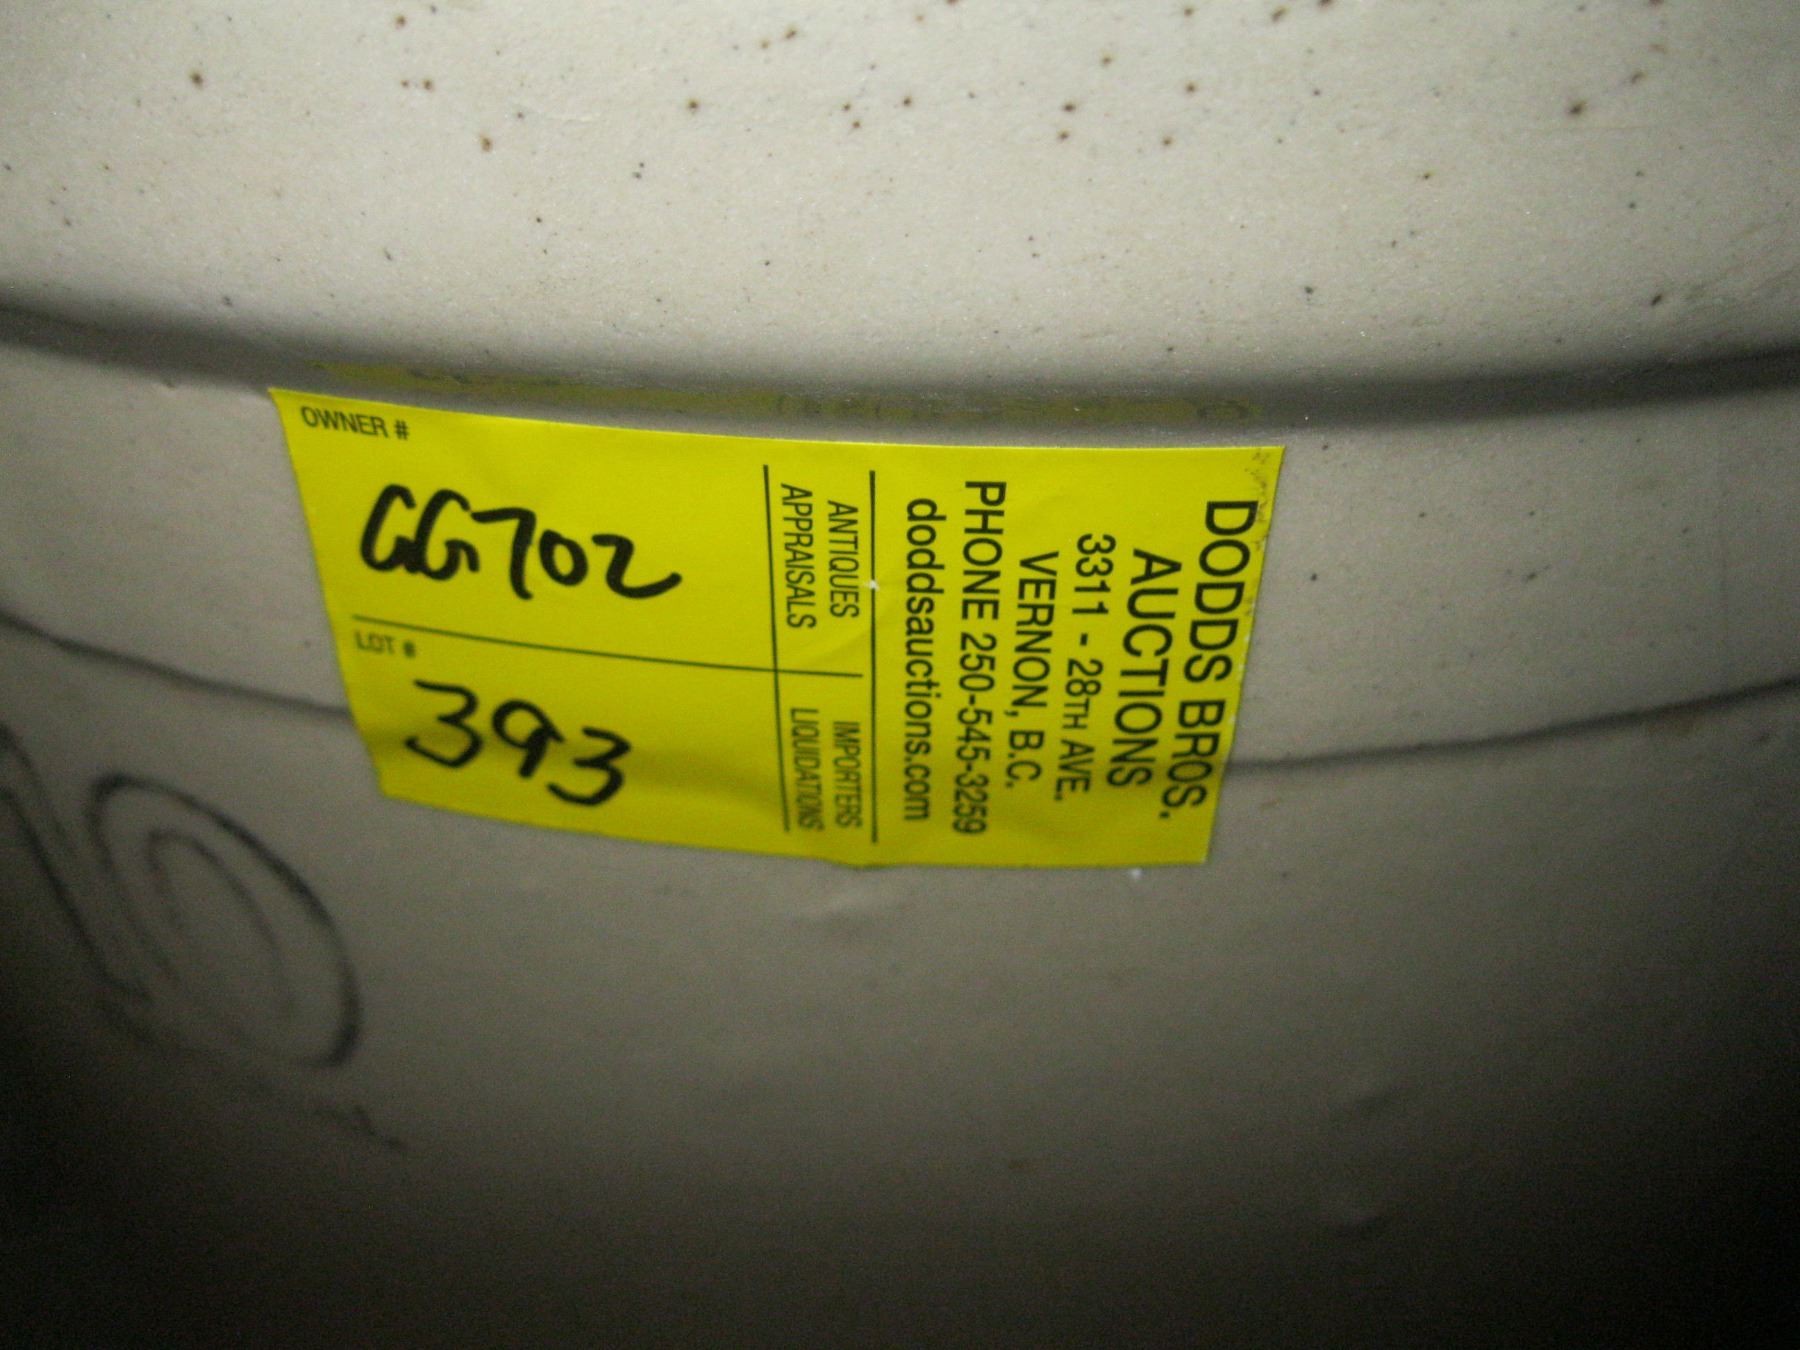 DODDS BROS.
AUCTIONS
3311 - 28TH AVE.
VERNON, B.C.
PHONE 250-545-3259
doddsauctions.com
ANTIQUES
APPRAISALS
IMPORTERS
LIQUIDATIONS
OWNER #
GG702
LOT #
393